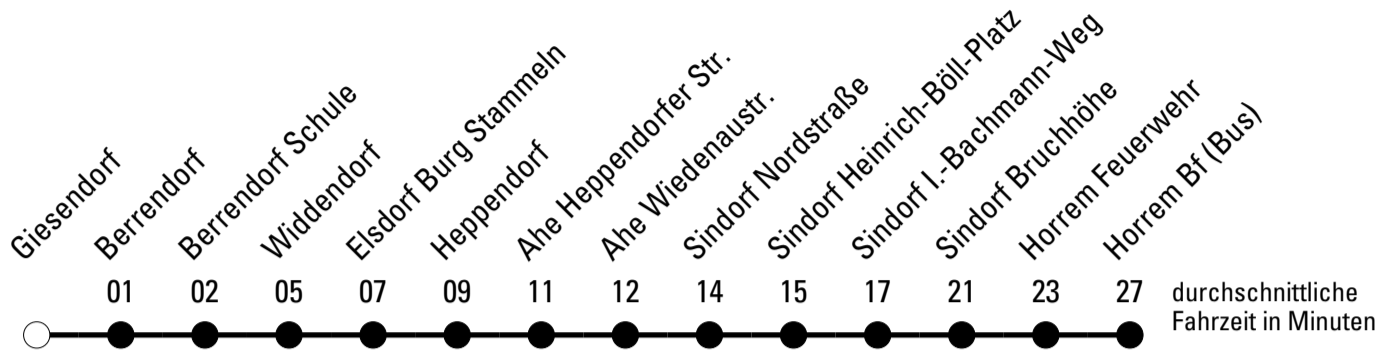 Giesendorf
Berrendorf
Berrendorf Schule
Widdendorf
Elsdorf Burg Stammeln
Heppendorf
Ahe Heppendorfer Str.
Ahe Wiedenaustr.
Sindorf Nordstraße
Sindorf Heinrich-Böll-Platz
Sindorf I.-Bachmann-Weg
Sindorf Bruchhöhe
Horrem Feuerwehr
Horrem Bf (Bus)
01 02 05 07 09 11 12 14 15 17 21 23 27
durchschnittliche
Fahrzeit in Minuten